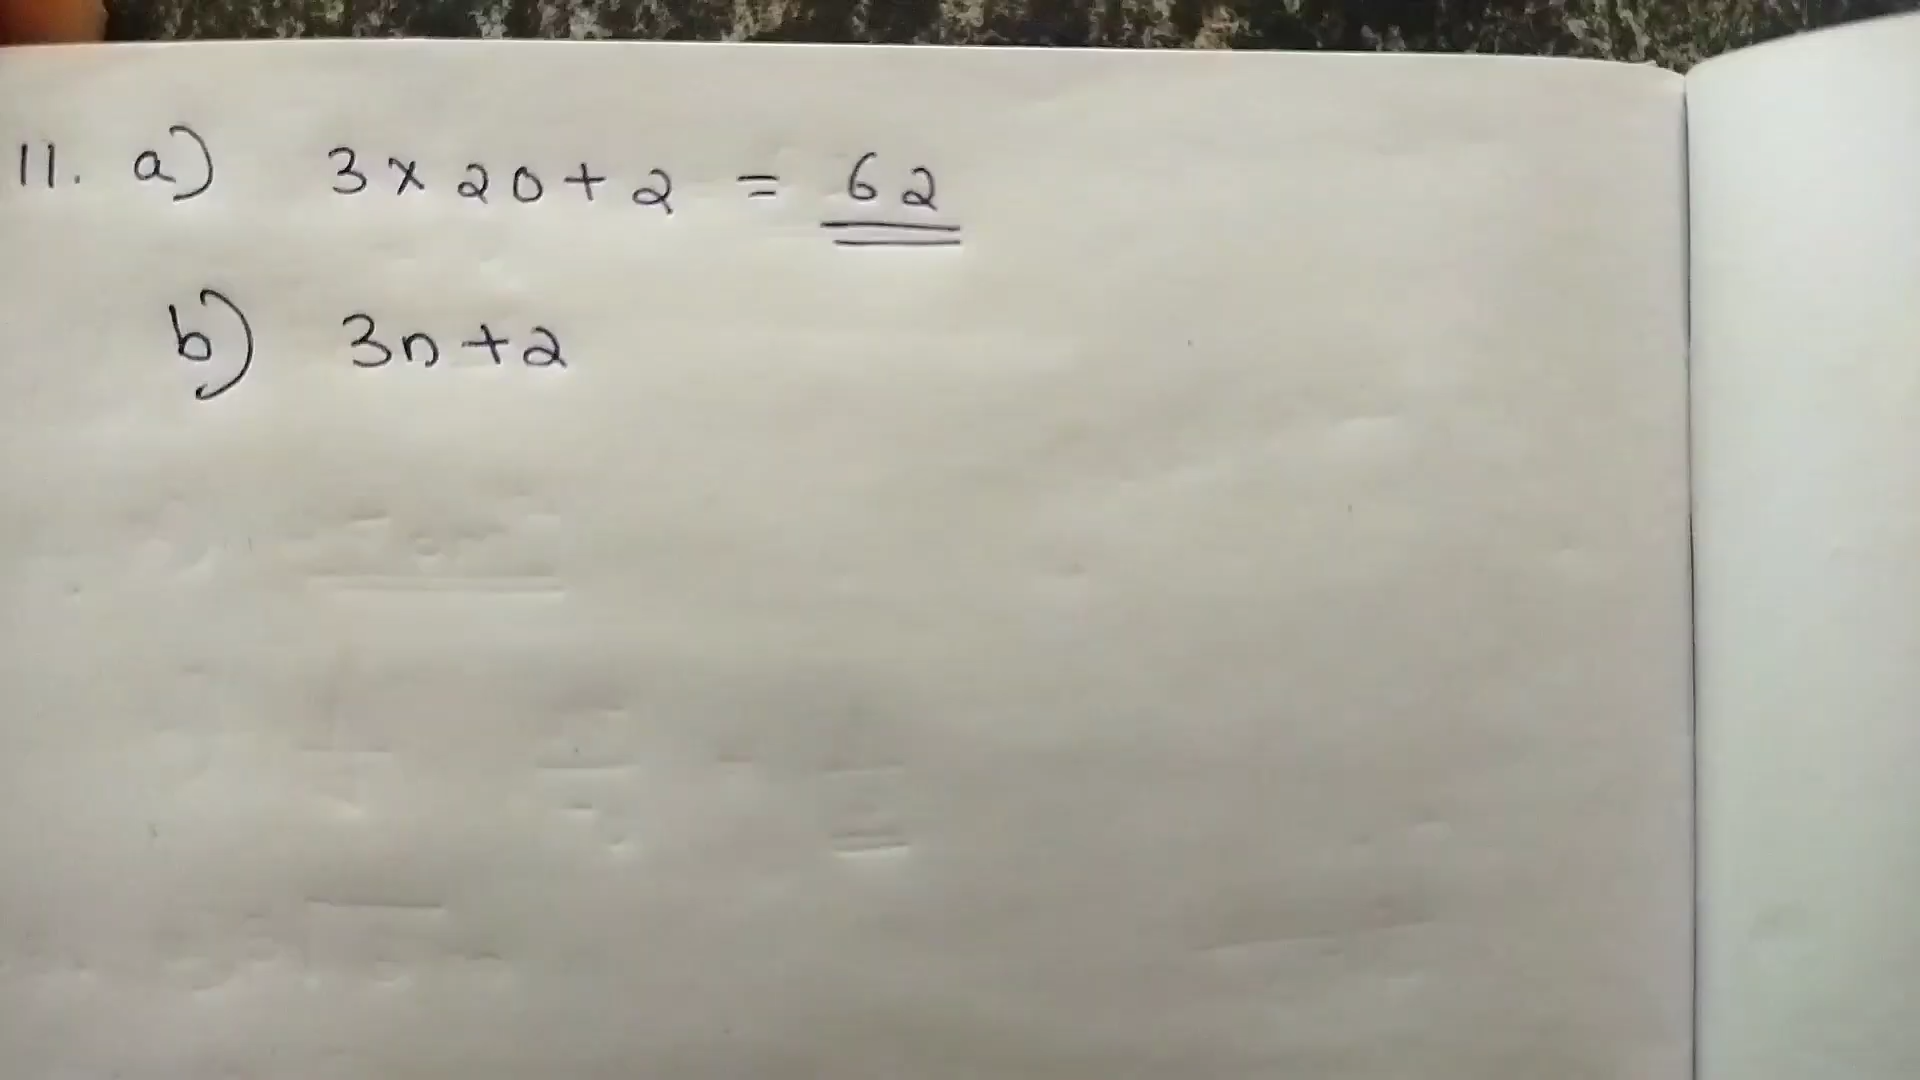 11. a) 3 x 20 + 2 = 62
b) 3n + 2